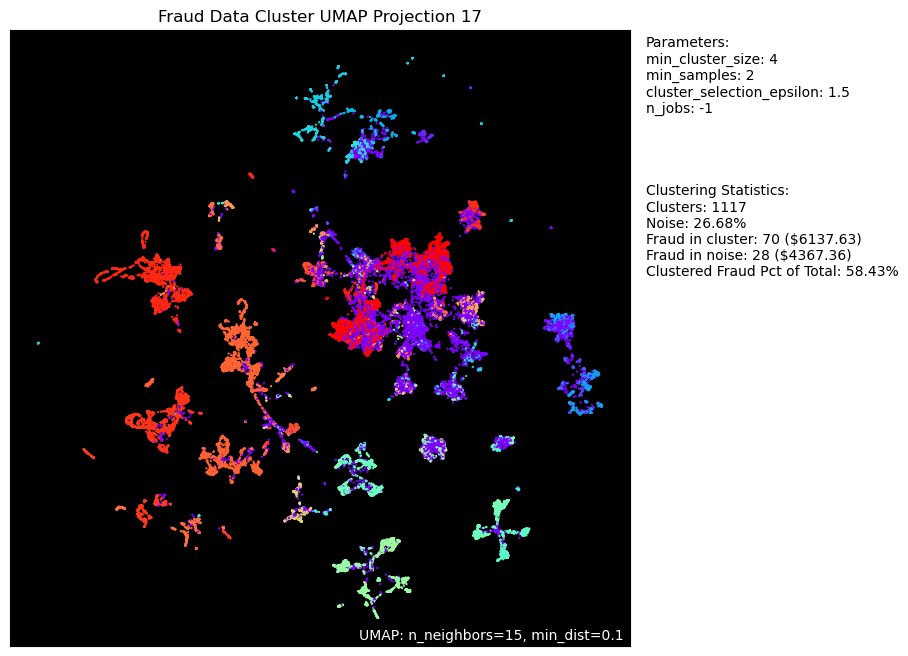 Fraud Data Cluster UMAP Projection 17
Parameters:
min_cluster_size: 4
min_samples: 2
cluster_selection_epsilon: 1.5
n_jobs: -1
Clustering Statistics:
Clusters: 1117
Noise: 26.68%
Fraud in cluster: 70 ($6137.63)
Fraud in noise: 28 ($4367.36)
Clustered Fraud Pct of Total: 58.43%
UMAP: n_neighbors=15, min_dist=0.1